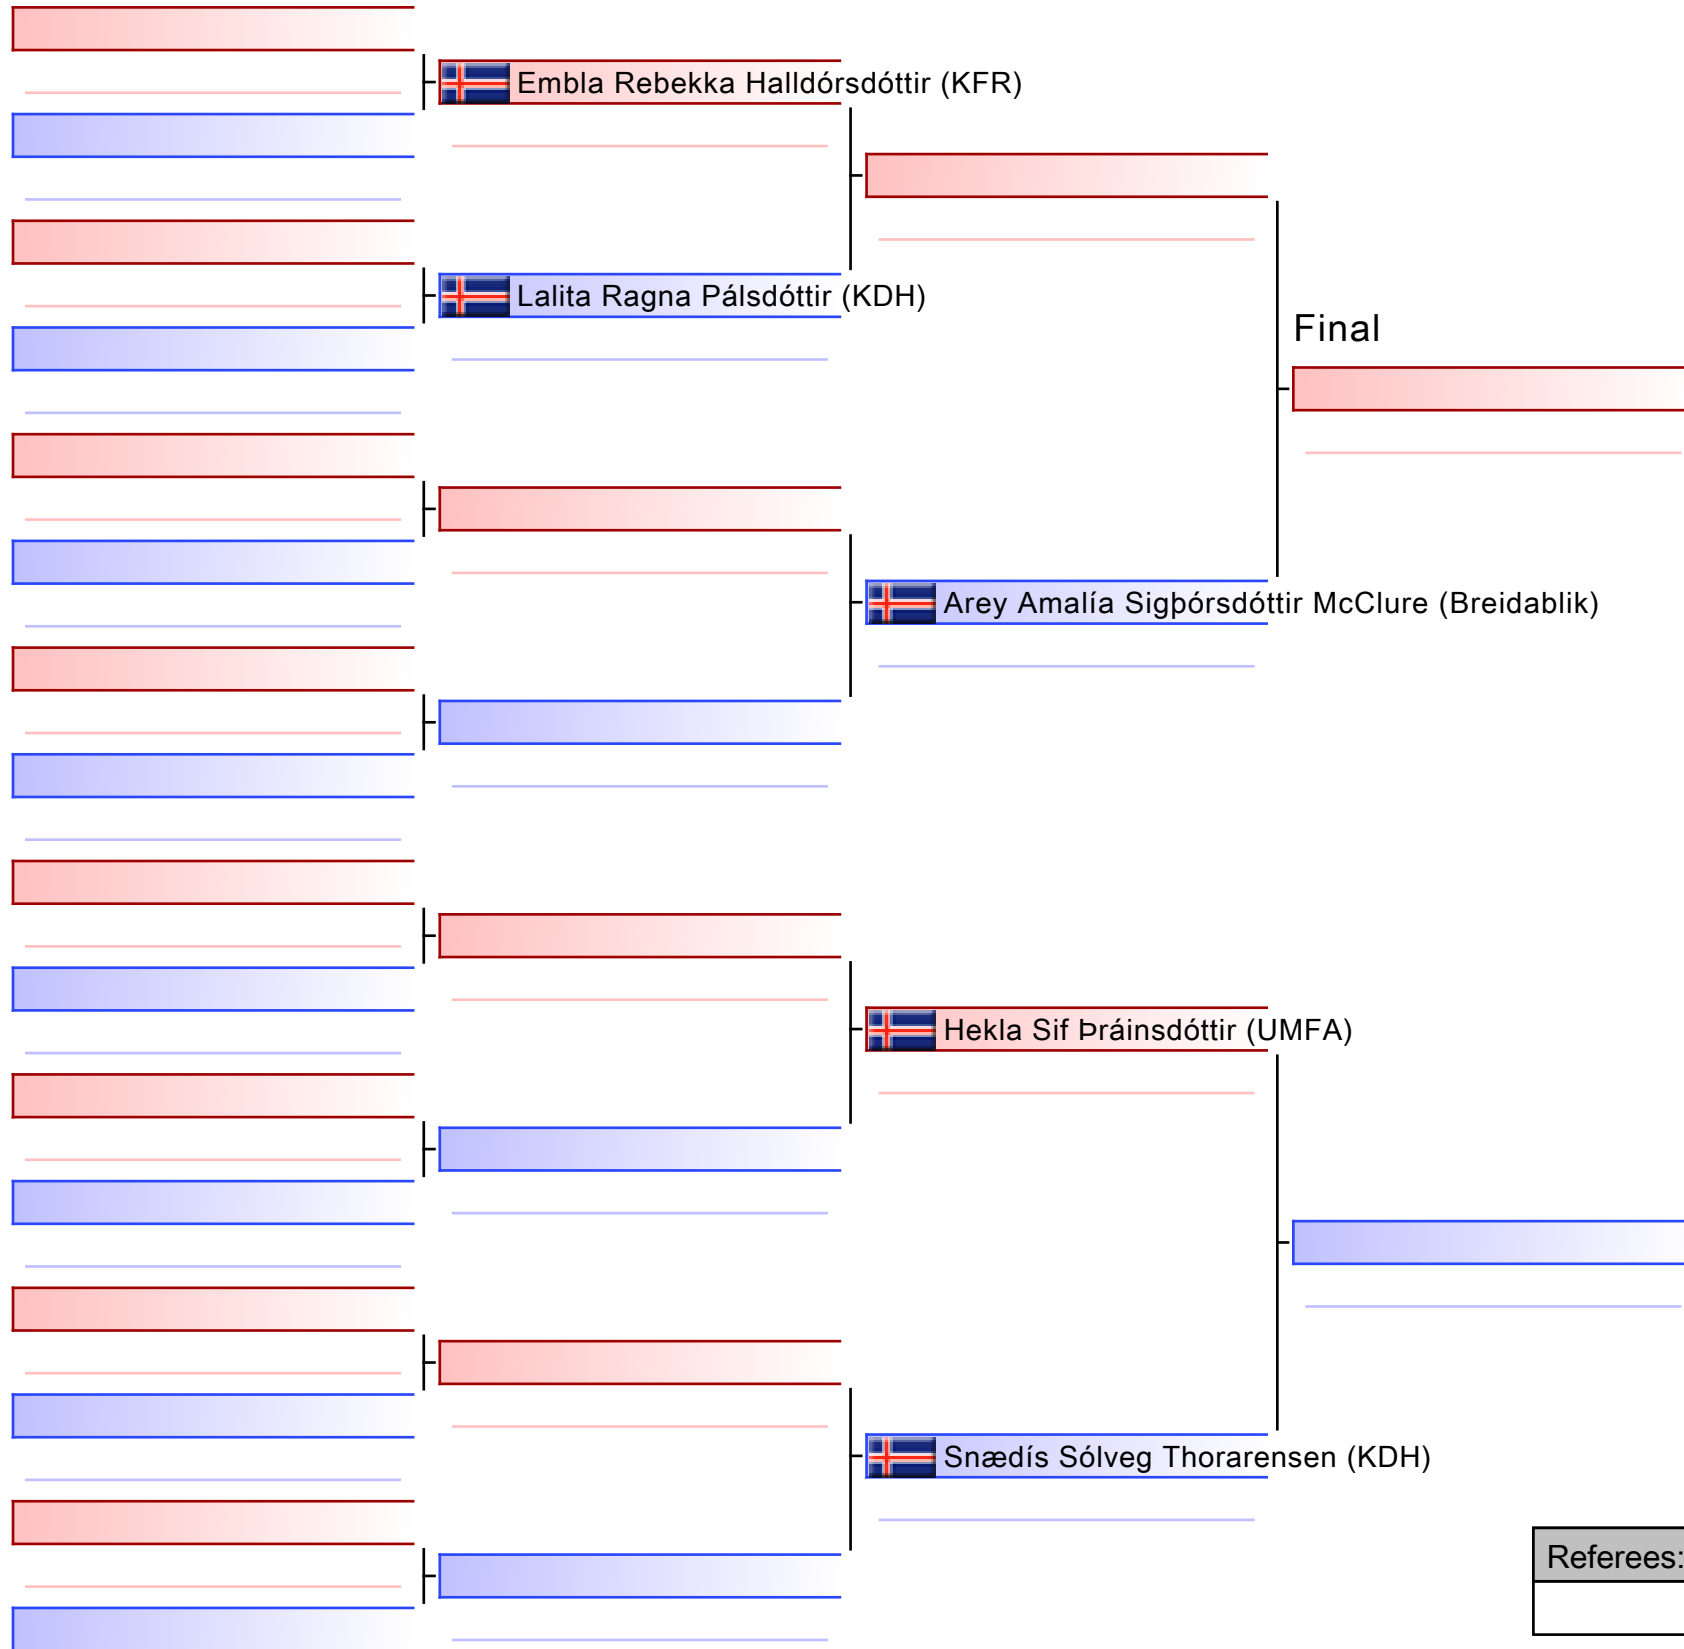 Embla Rebekka Halldórsdóttir (KFR)
Lalita Ragna Pálsdóttir (KDH)
Final
Arey Amalía Sigþórsdóttir McClure (Breidablik)
Hekla Sif Þráinsdóttir (UMFA)
Snædís Sólveg Thorarensen (KDH)
Referees: